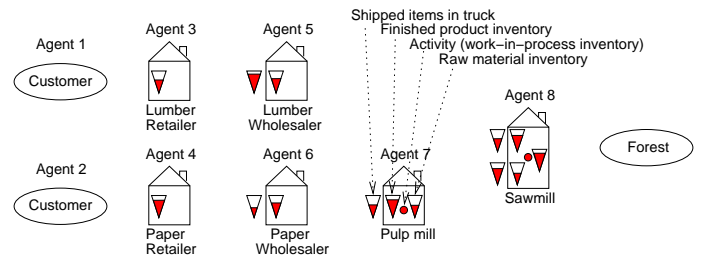 Shipped items in truck
Finished product inventory
Activity (work−in−process inventory)
Raw material inventory
Agent 1
Customer
Agent 3
Lumber
Retailer
Agent 5
Lumber
Wholesaler
Agent 8
Sawmill
Forest
Agent 2
Customer
Agent 4
Paper
Retailer
Agent 6
Paper
Wholesaler
Agent 7
Pulp mill